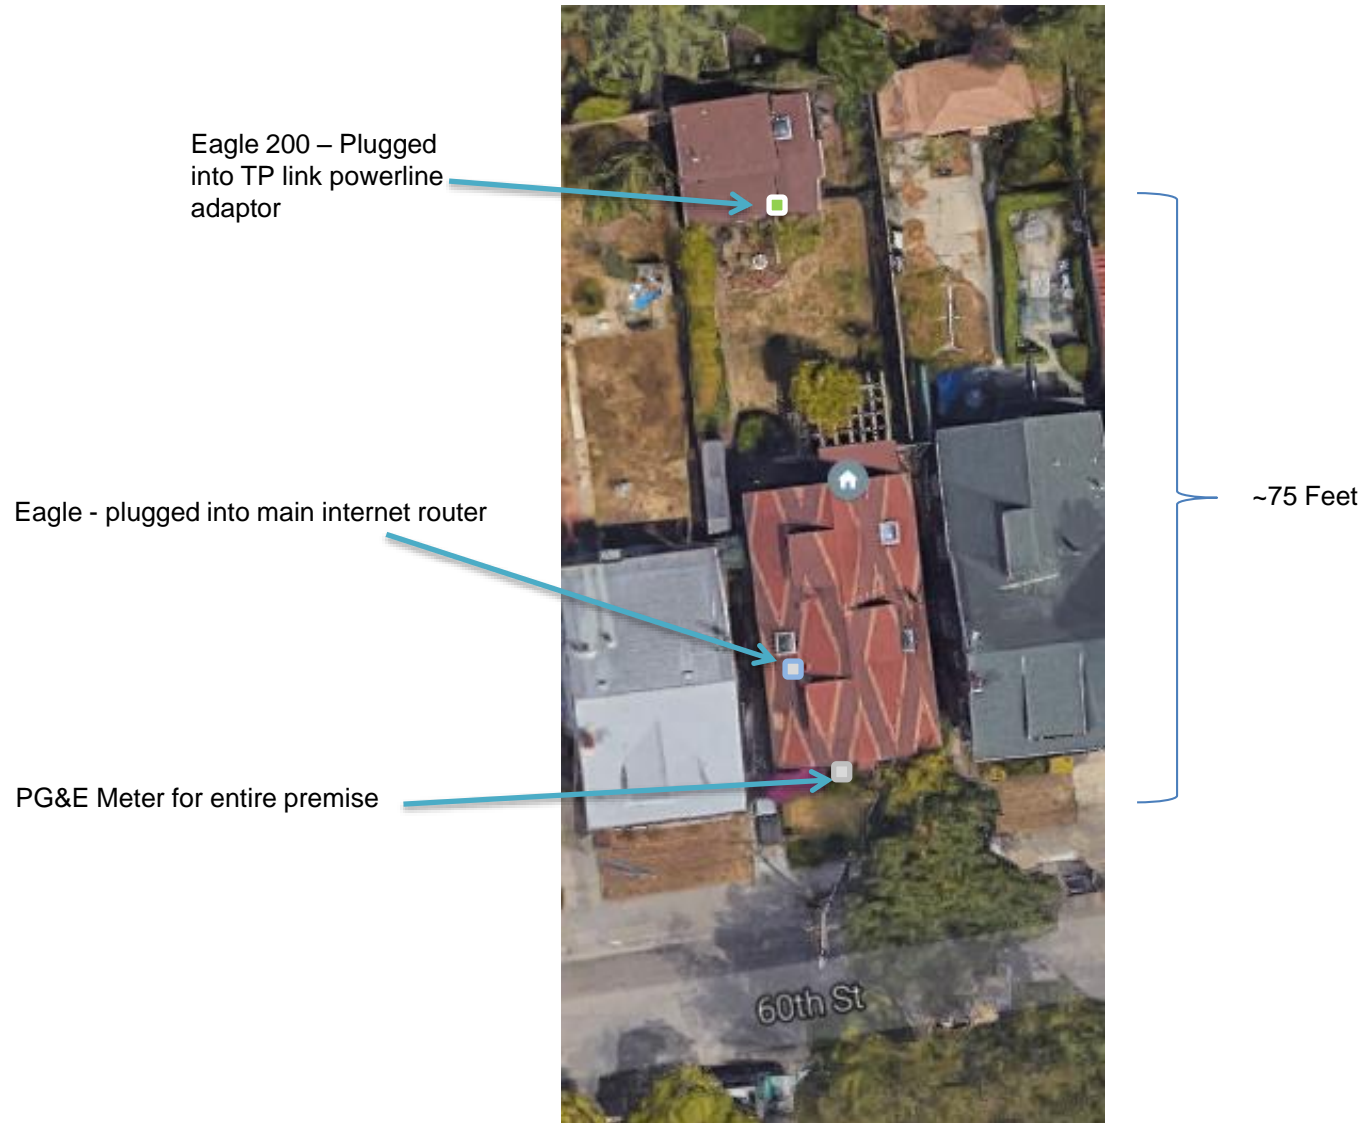 Eagle 200 – Plugged
into TP link powerline
adaptor
Eagle - plugged into main internet router
~75 Feet
PG&E Meter for entire premise
60th St